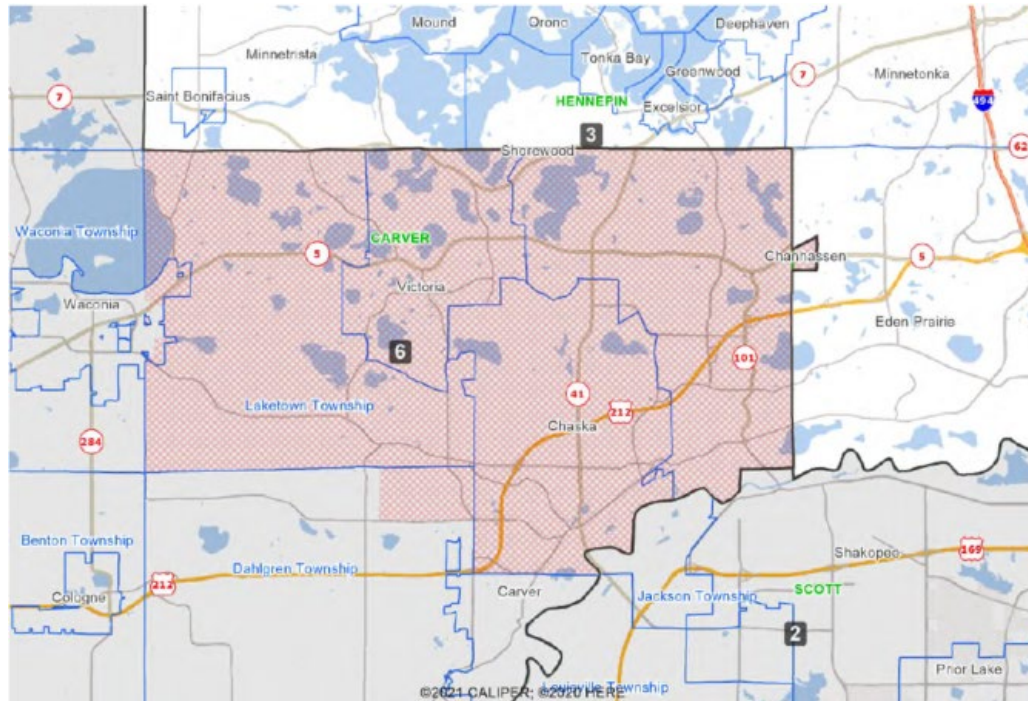 Mound
Orono
Deephaven
Minnetrista
Tonka Bay
7
Saint Bonifacius
Greenwood
7
Minnetonka
HENNEPIN
Excelsior
494
3
Shorewood
62
Waconia Township
CARVER
5
Chanhassen
5
Victoria
Waconia
Eden Prairie
6
101
41
Laketown Township
212
Chaska
284
Benton Township
Shakopee
169
Dahlgren Township
212
Cologne
Carver
Jackson Township
SCOTT
2
Prior Lake
Louisville Township
©2021 CALIPER; ©2020 HERE